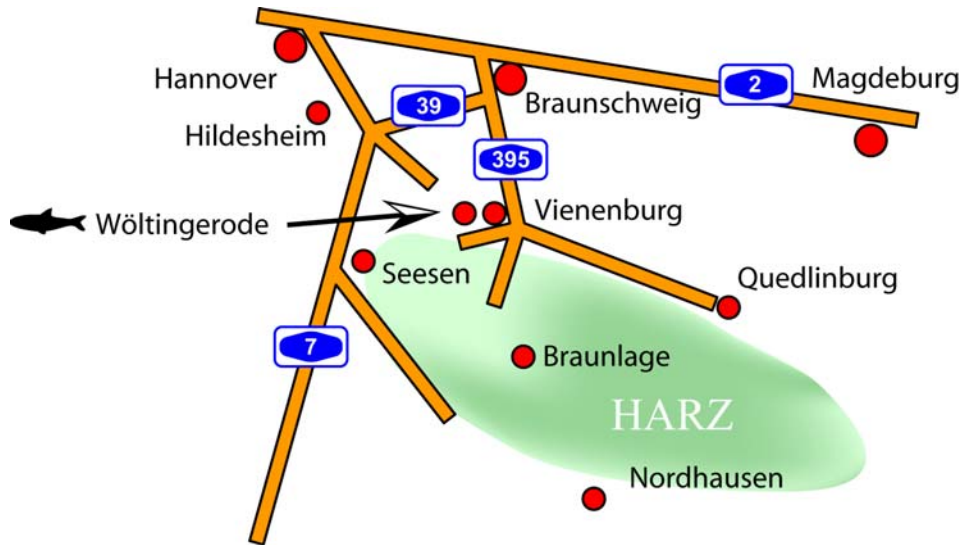 Hannover
Magdeburg
2
39
Braunschweig
Hildesheim
395
Wöltingerode
Vienenburg
Seesen
Quedlinburg
7
Braunlage
HARZ
Nordhausen